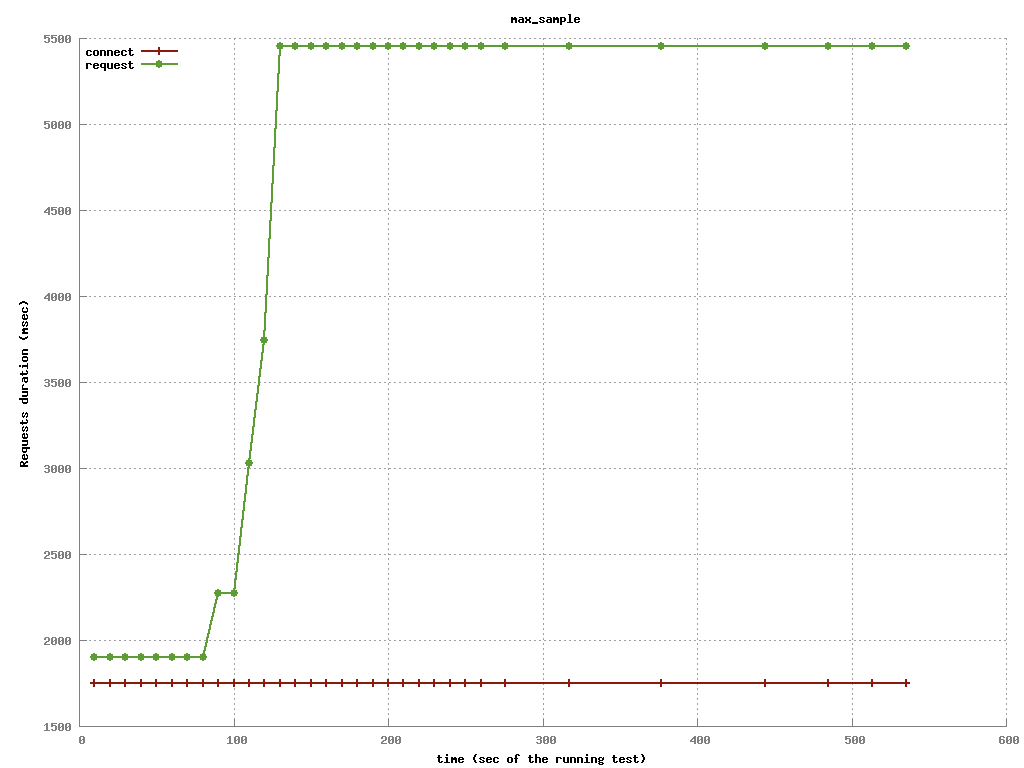 max_sample
5500
connect
request
5000
4500
4000
3500
3000
2500
2000
1500
Requests duration (msec)
0 100 200 300 400 500 600
time (sec of the running test)